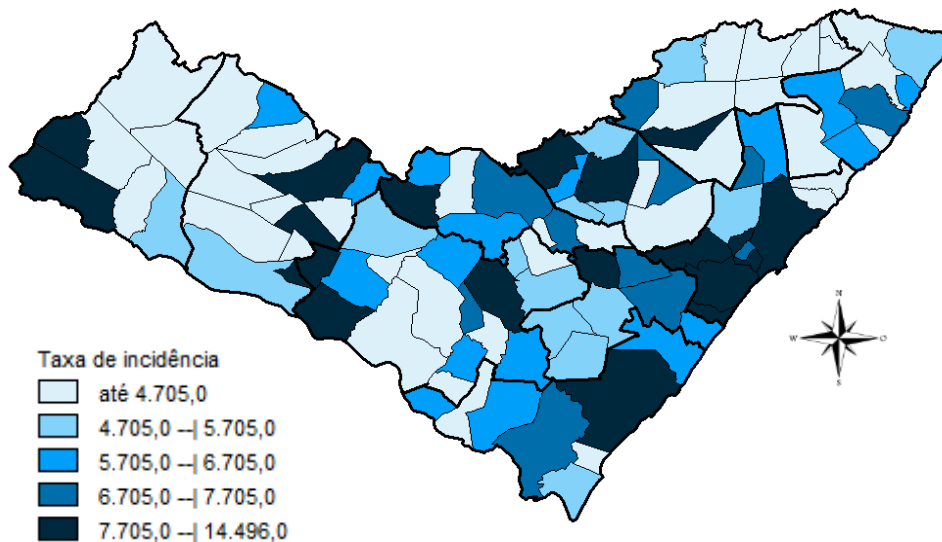 N
W
O
S
Taxa de incidência
até 4.705,0
4.705,0 --| 5.705,0
5.705,0 --| 6.705,0
6.705,0 --| 7.705,0
7.705,0 --| 14.496,0